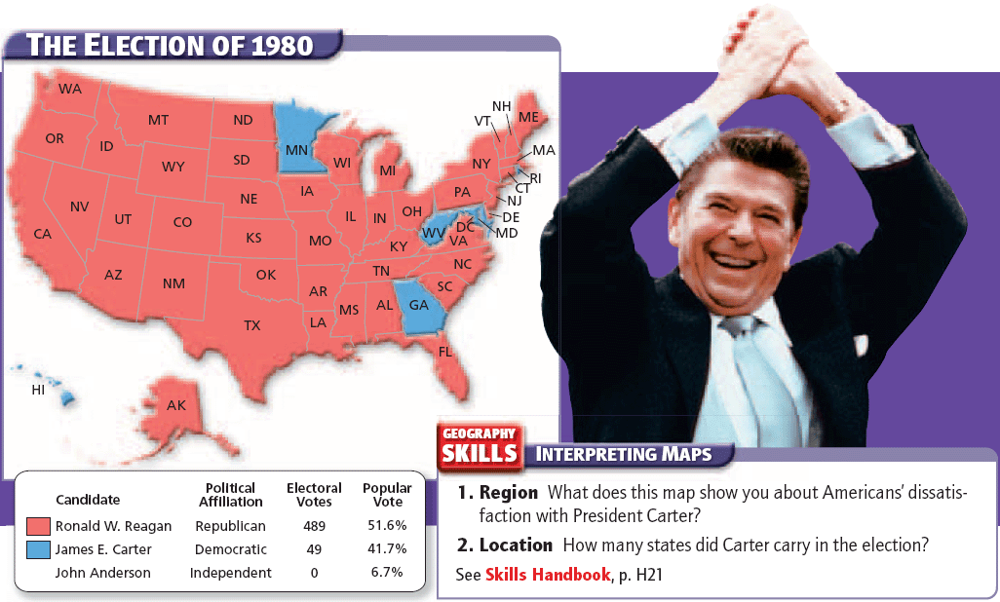 THE ELECTION OF 1980
WA
OR
ID
MT
ND
MN
SD
WY
NV
UT
CO
NE
IA
WI
MI
IL
IN
OH
PA
NY
VT
NH
ME
MA
RI
CT
NJ
DE
MD
DC
WV
VA
KY
CA
AZ
NM
KS
MO
OK
AR
TN
NC
SC
TX
LA
MS
AL
GA
FL
HI
AK
Candidate Political Affiliation Electoral Votes Popular Vote
Ronald W. Reagan Republican 489 51.6%
James E. Carter Democratic 49 41.7%
John Anderson Independent 0 6.7%
GEOGRAPHY
SKILLS INTERPRETING MAPS
1. Region What does this map show you about Americans' dissatis-
faction with President Carter?
2. Location How many states did Carter carry in the election?
See Skills Handbook, p. H21